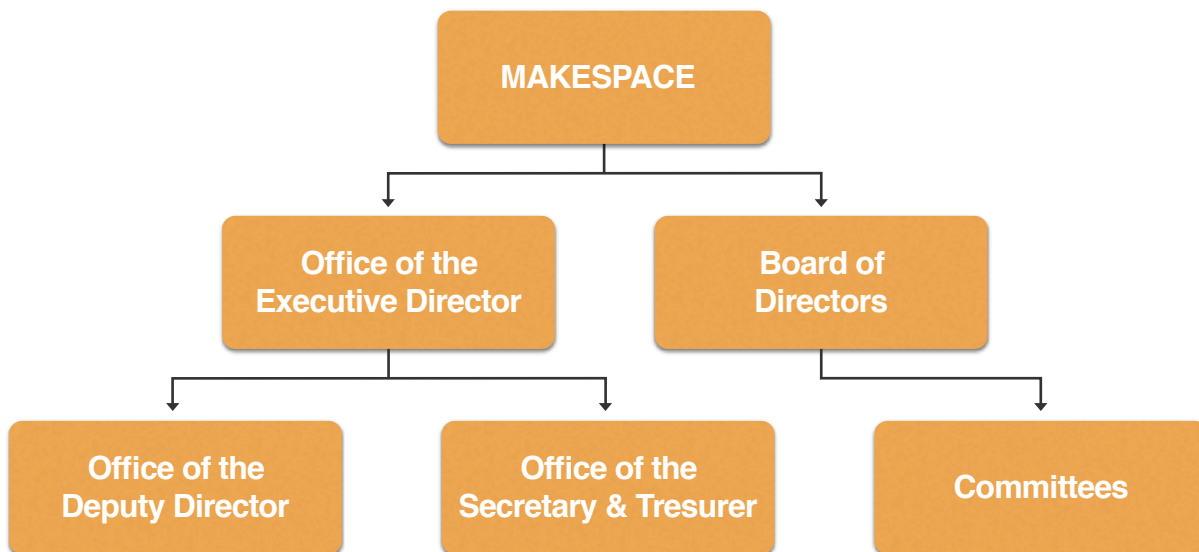 MAKESPACE
Office of the
Executive Director
Board of
Directors
Office of the
Deputy Director
Office of the
Secretary & Tresurer
Committees